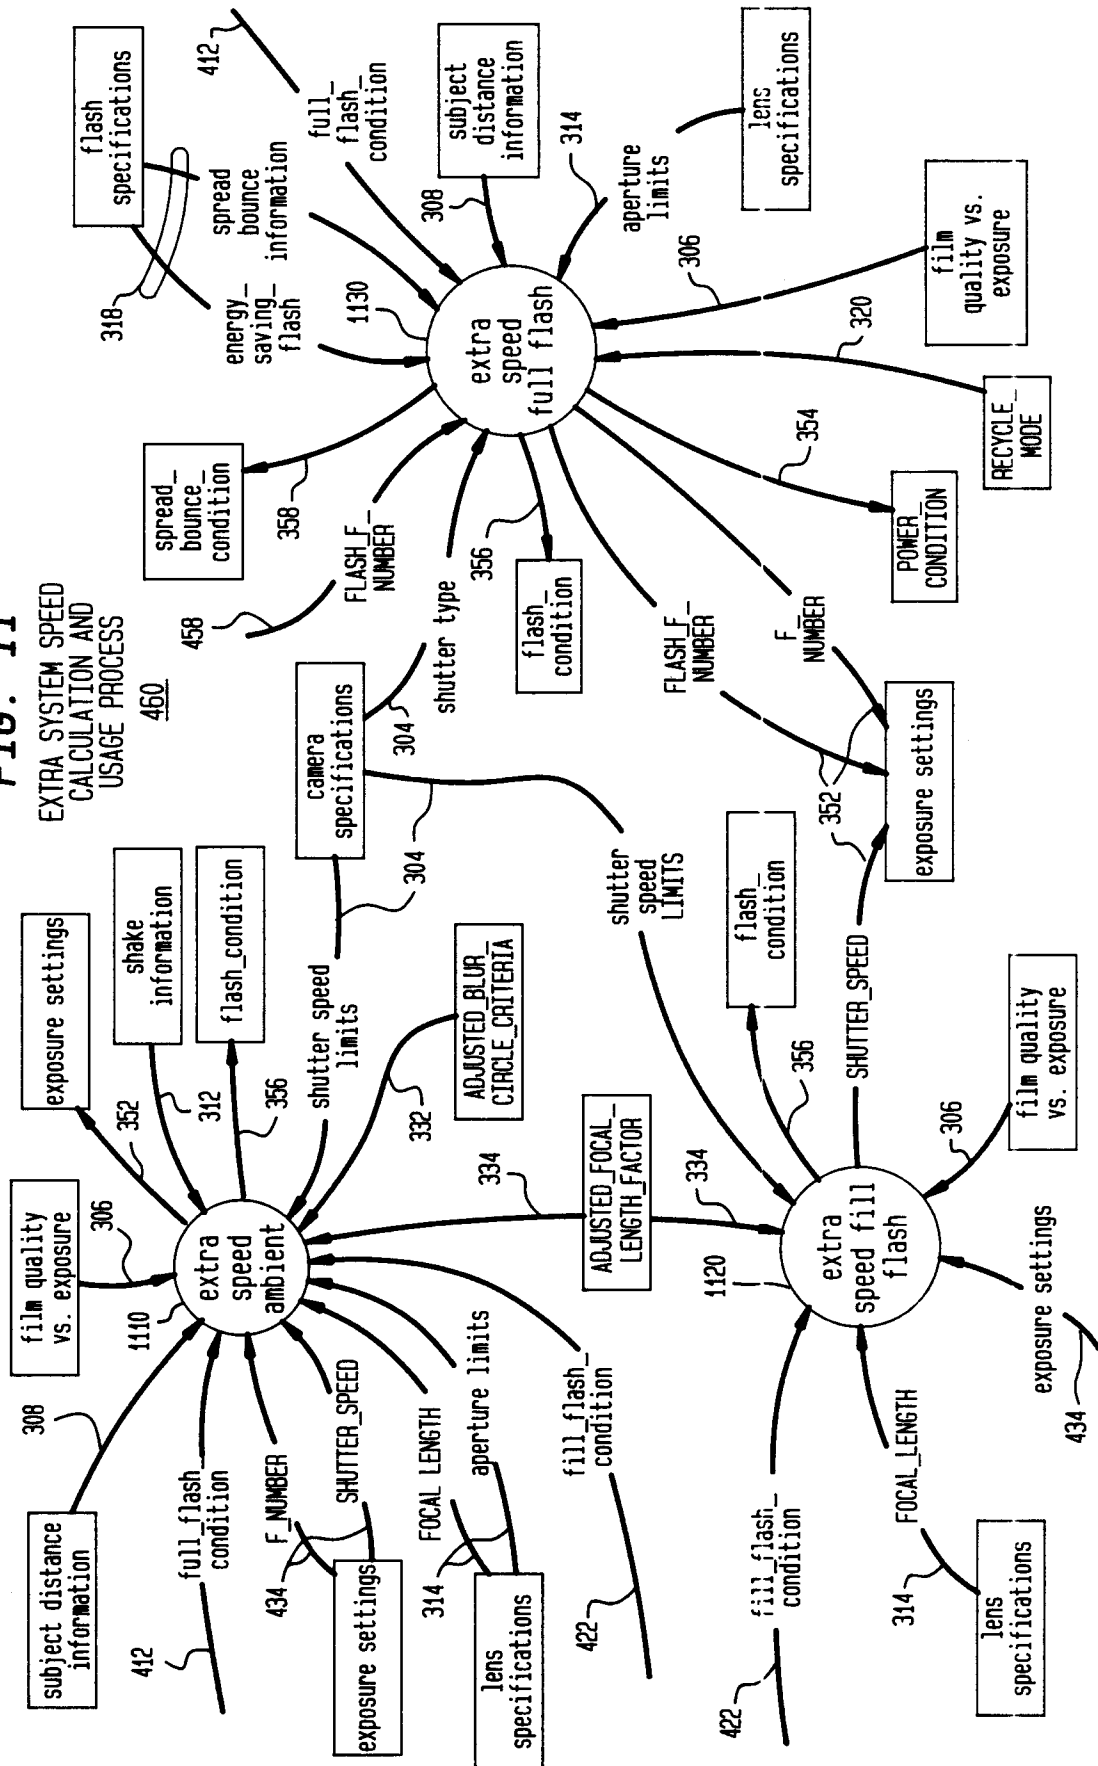 FIG. 11
EXTRA SYSTEM SPEED
CALCULATION AND
USAGE PROCESS
460
subject distance
information
308
film quality
vs. exposure
306
exposure settings
352
shake
information
312
flash_condition
356
412
full_flash_
condition
1110
extra
speed
ambient
434
F_NUMBER
SHUTTER_SPEED
exposure settings
314
FOCAL LENGTH
aperture limits
lens
specifications
422
fill_flash_
condition
shutter speed
limits
304
332
ADJUSTED_BLUR_
CIRCLE_CRITERIA
334
ADJUSTED_FOCAL_
LENGTH_FACTOR
334
camera
specifications
304
304
shutter type
shutter
speed
LIMITS
422
fill_flash_
condition
1120
extra
speed fill
flash
314
FOCAL_LENGTH
lens
specifications
exposure settings
434
306
film quality
vs. exposure
356
flash_
condition
SHUTTER_SPEED
352
352
exposure settings
458
FLASH_F_
NUMBER
spread_
bounce_
condition
358
318
flash
specifications
energy_
saving_
flash
spread
bounce
information
412
full_
flash_
condition
1130
extra
speed
full flash
308
subject
distance
information
314
aperture
limits
lens
specifications
356
flash_
condition
FLASH_F_
NUMBER
F_
NUMBER
354
POWER_
CONDITION
320
RECYCLE_
MODE
306
film
quality vs.
exposure